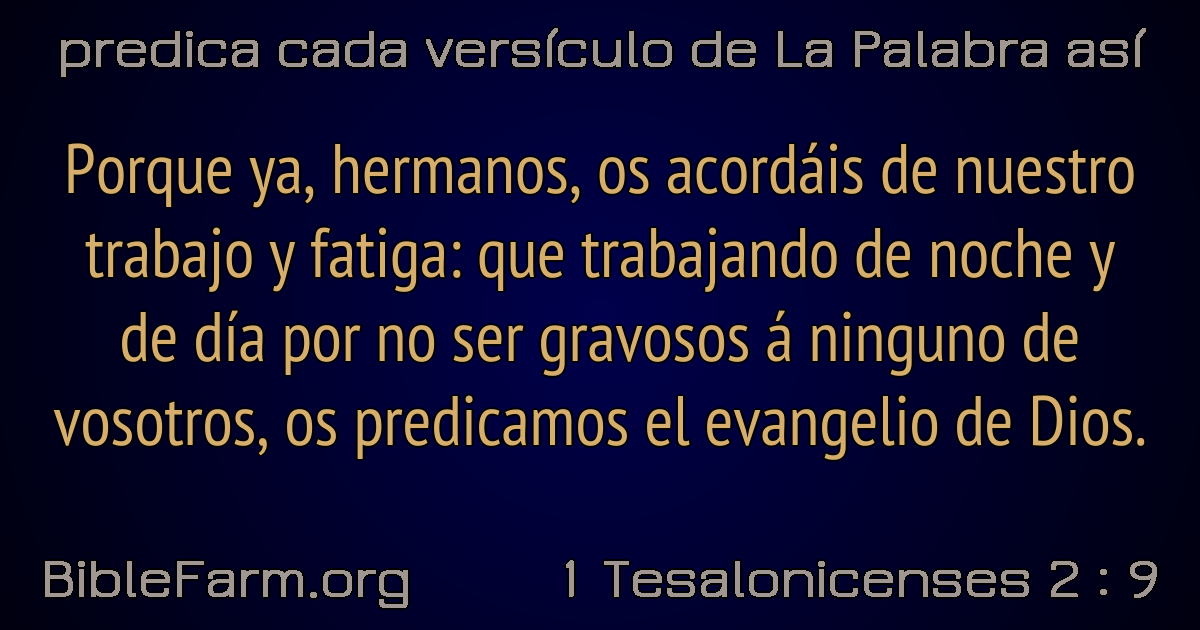 predica cada versículo de La Palabra así
Porque ya, hermanos, os acordáis de nuestro
trabajo y fatiga: que trabajando de noche y
de día por no ser gravosos á ninguno de
vosotros, os predicamos el evangelio de Dios.
BibleFarm.org 1 Tesalonicenses 2 : 9